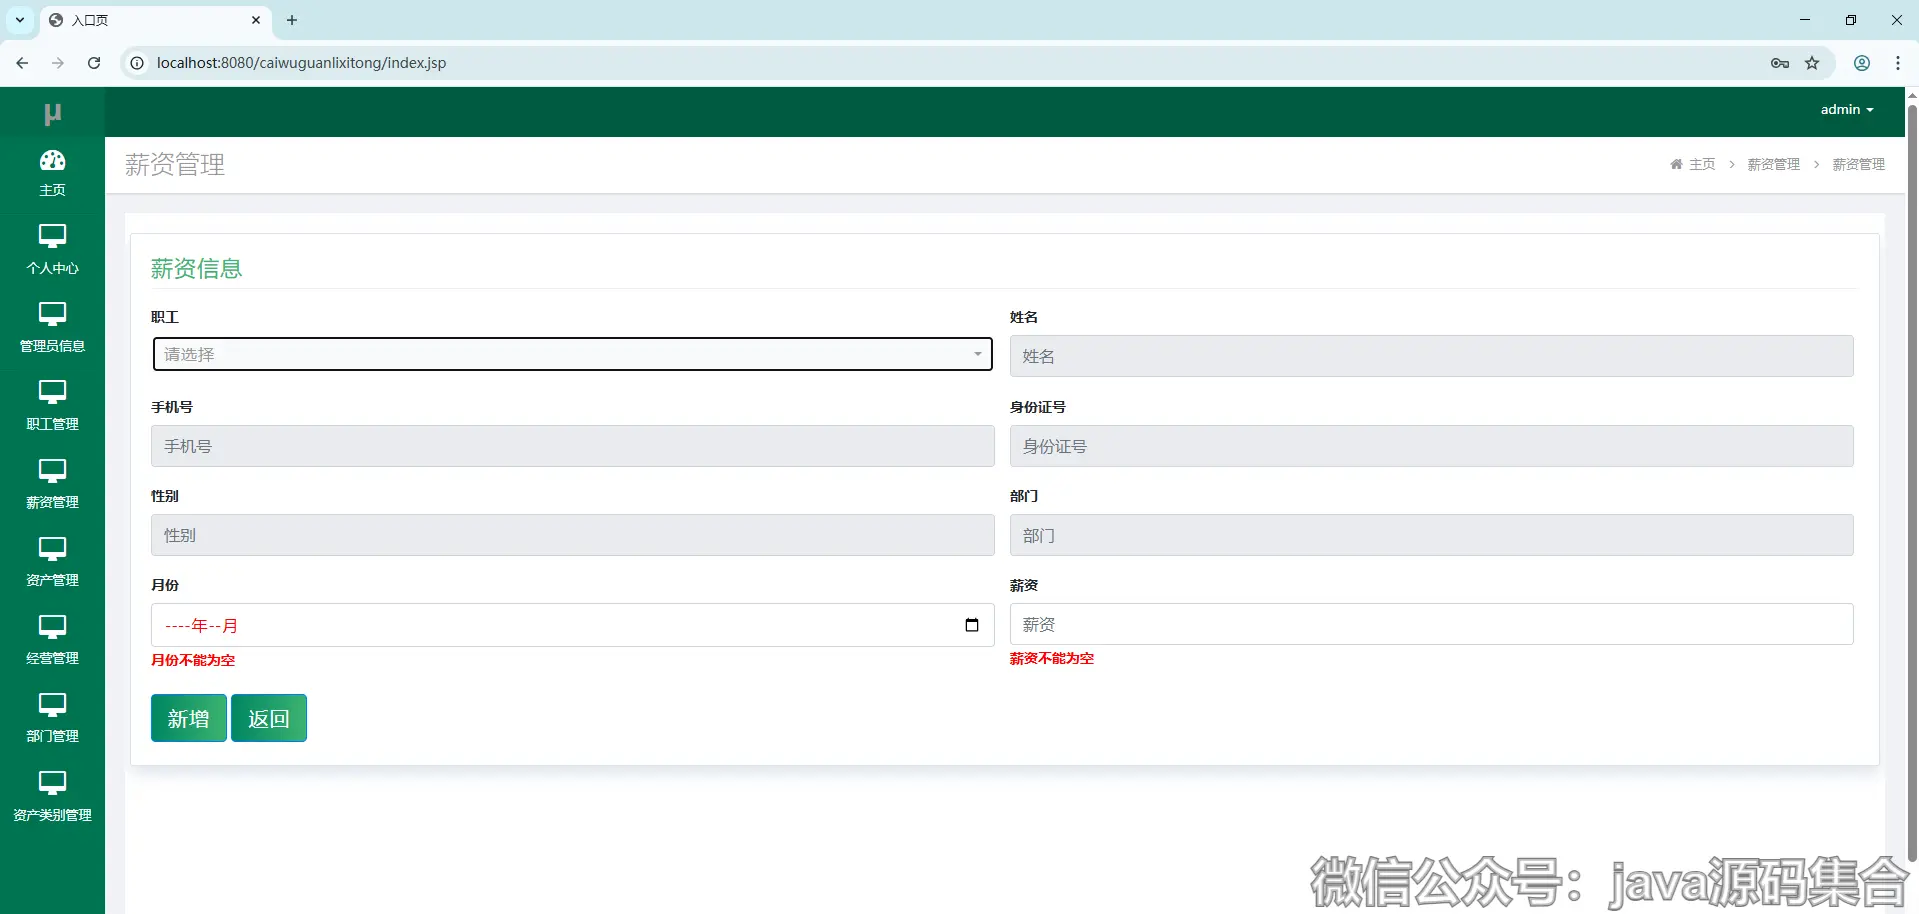 入口页
localhost:8080/caiwuguanlixitong/index.jsp
μ
admin
薪资管理
主页 > 薪资管理 > 薪资管理
主页
个人中心
管理员信息
职工管理
薪资管理
资产管理
经营管理
部门管理
资产类别管理
薪资信息
职工
请选择
姓名
姓名
手机号
手机号
身份证号
身份证号
性别
性别
部门
部门
月份
----年--月
月份不能为空
薪资
薪资
薪资不能为空
新增
返回
微信公众号：java源码集合